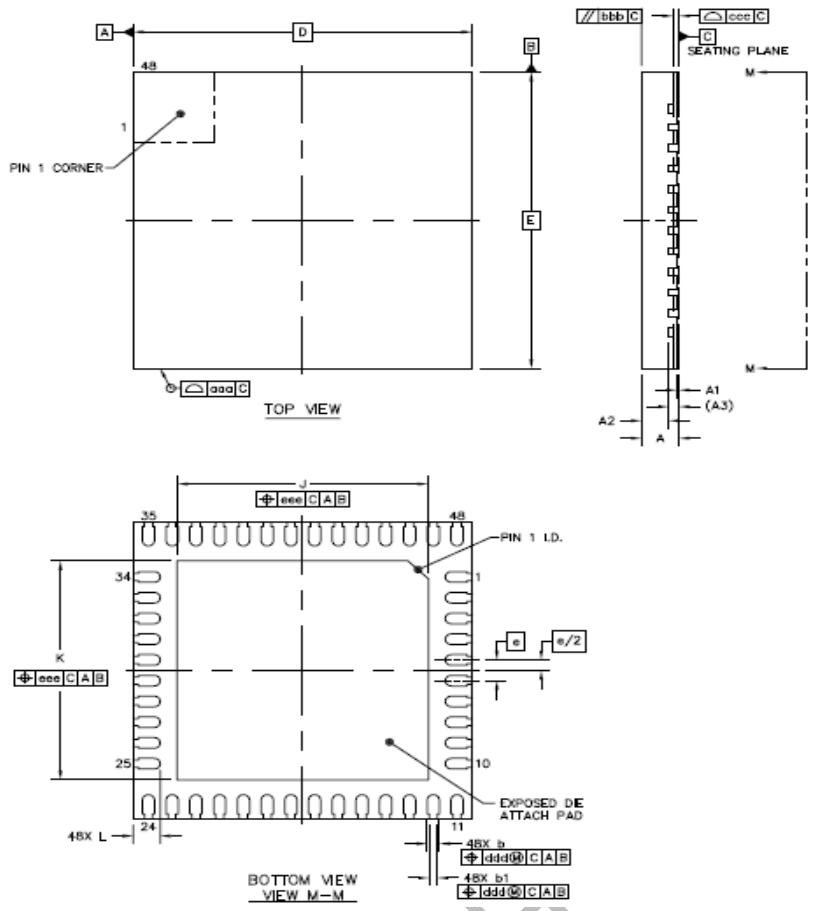 // bbb C
⌓ ccc C
A
D
B
C
SEATING PLANE
48
M
1
PIN 1 CORNER
E
M
⌓ aaa C
TOP VIEW
A1
(A3)
A2
A
J
⌖ eee C A B
35
48
PIN 1 I.D.
34
1
e
e/2
K
⌖ eee C A B
25
10
EXPOSED DIE
ATTACH PAD
24
11
48X L
48X b
⌖ ddd Ⓜ C A B
48X b1
⌖ ddd Ⓜ C A B
BOTTOM VIEW
VIEW M-M